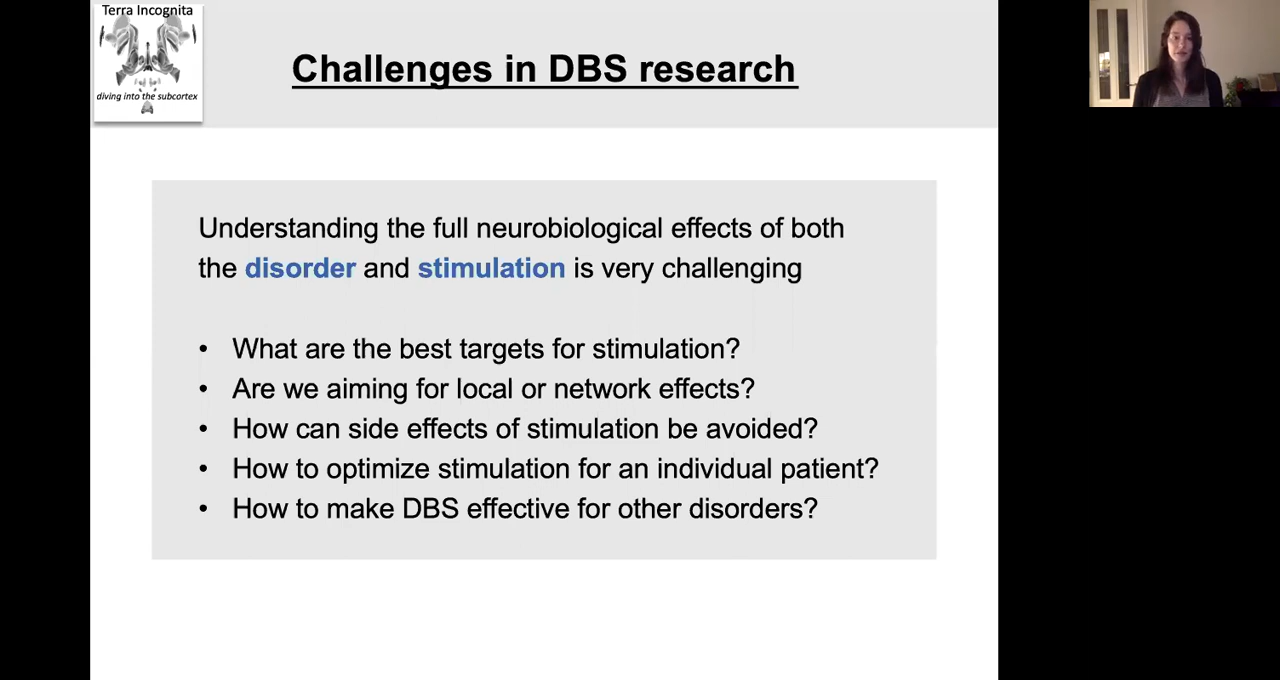 Terra Incognita
diving into the subcortex
Challenges in DBS research
Understanding the full neurobiological effects of both
the disorder and stimulation is very challenging
• What are the best targets for stimulation?
• Are we aiming for local or network effects?
• How can side effects of stimulation be avoided?
• How to optimize stimulation for an individual patient?
• How to make DBS effective for other disorders?